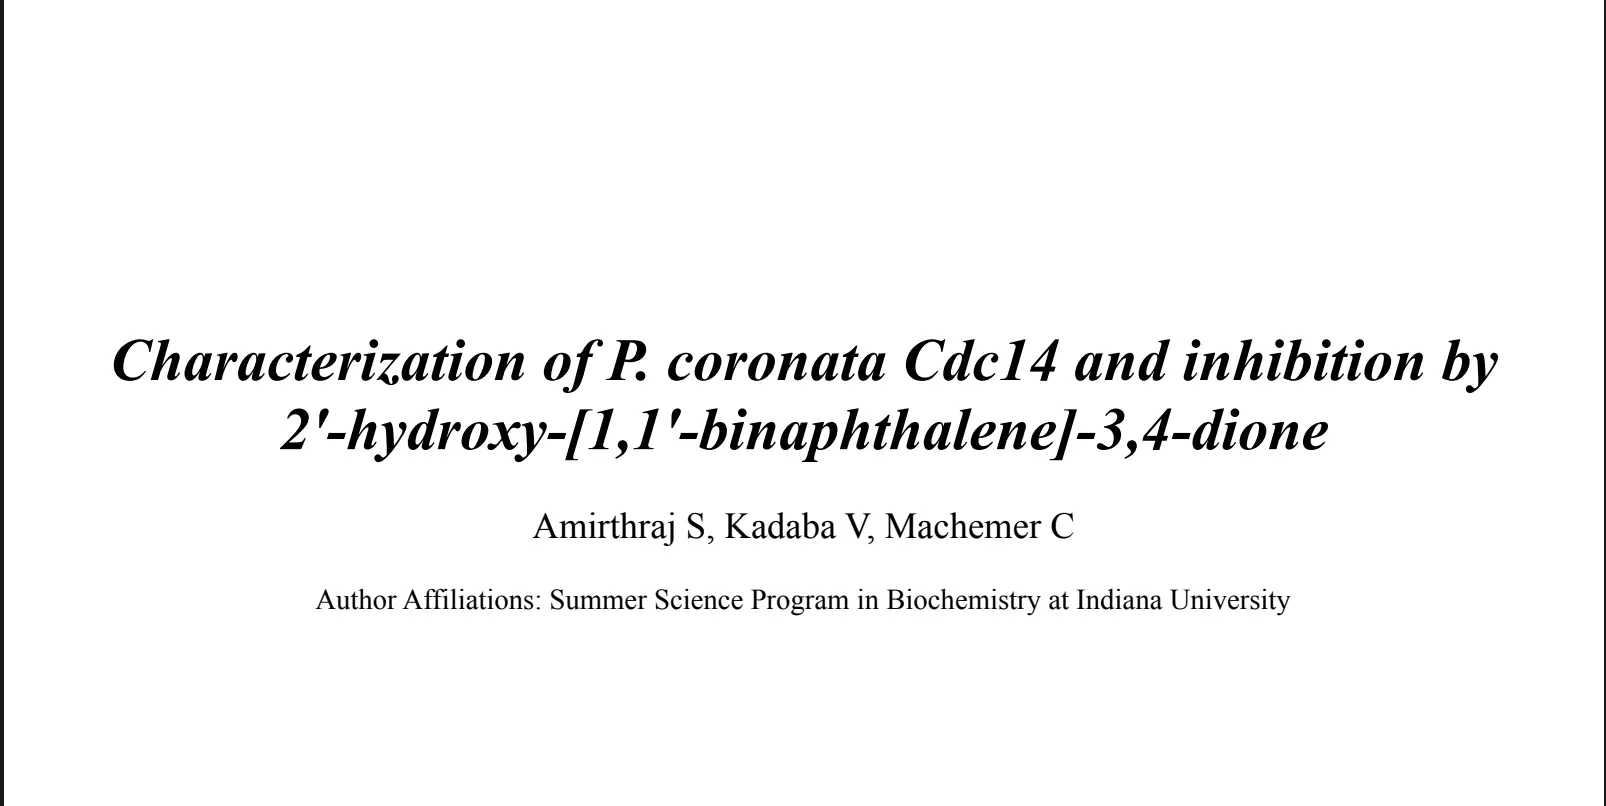 Characterization of P. coronata Cdc14 and inhibition by
2'-hydroxy-[1,1'-binaphthalene]-3,4-dione
Amirthraj S, Kadaba V, Machemer C
Author Affiliations: Summer Science Program in Biochemistry at Indiana University